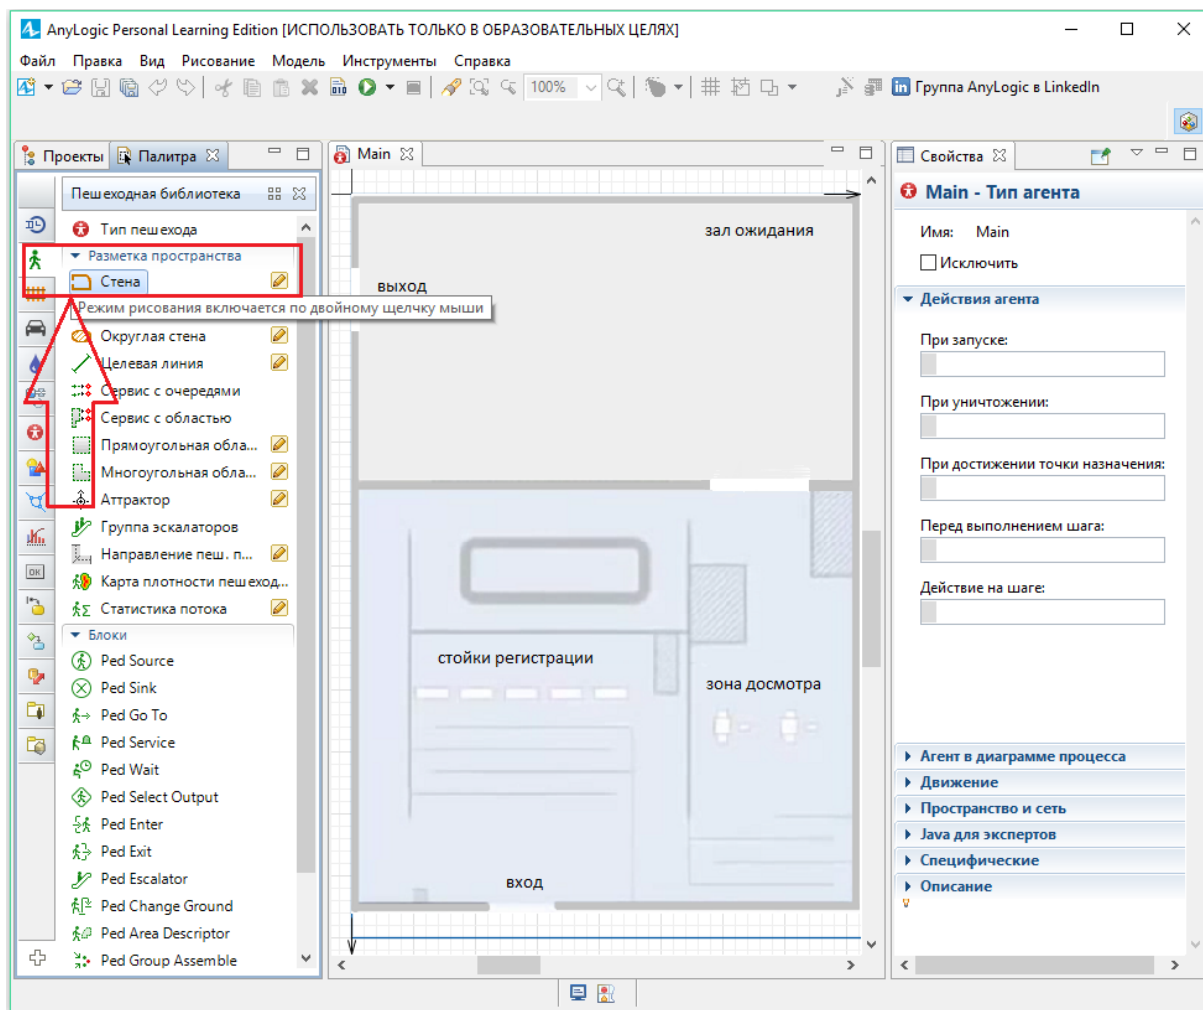 AnyLogic Personal Learning Edition [ИСПОЛЬЗОВАТЬ ТОЛЬКО В ОБРАЗОВАТЕЛЬНЫХ ЦЕЛЯХ]
Файл Правка Вид Рисование Модель Инструменты Справка
100% in Группа AnyLogic в LinkedIn
Проекты Палитра
Пешеходная библиотека
Тип пешехода
Разметка пространства
Стена
Режим рисования включается по двойному щелчку мыши
Округлая стена
Целевая линия
Сервис с очередями
Сервис с областью
Прямоугольная обла...
Многоугольная обла...
Аттрактор
Группа эскалаторов
Направление пеш. п...
Карта плотности пешеход...
Статистика потока
Блоки
Ped Source
Ped Sink
Ped Go To
Ped Service
Ped Wait
Ped Select Output
Ped Enter
Ped Exit
Ped Escalator
Ped Change Ground
Ped Area Descriptor
Ped Group Assemble
OK
Main
зал ожидания
выход
стойки регистрации
зона досмотра
вход
Свойства
Main - Тип агента
Имя: Main
Исключить
Действия агента
При запуске:
При уничтожении:
При достижении точки назначения:
Перед выполнением шага:
Действие на шаге:
Агент в диаграмме процесса
Движение
Пространство и сеть
Java для экспертов
Специфические
Описание